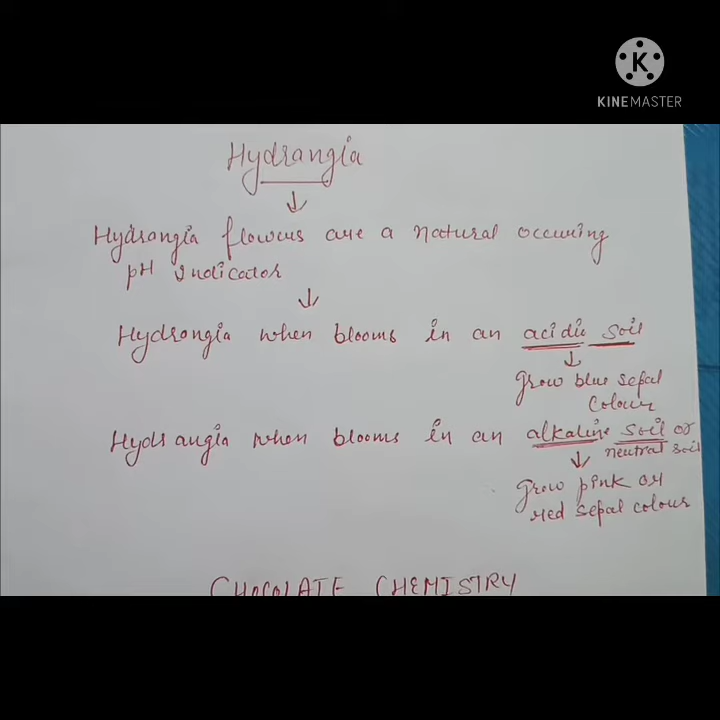 K
KINEMASTER
Hydrangia
Hydrangia flowers are a natural occuring
pH indicator
Hydrangia when blooms in an acidic soil
Grow blue sepal
colour
Hydrangia when blooms in an alkaline soil or
neutral soil
Grow pink or
red sepal colour
CHOCOLATE CHEMISTRY